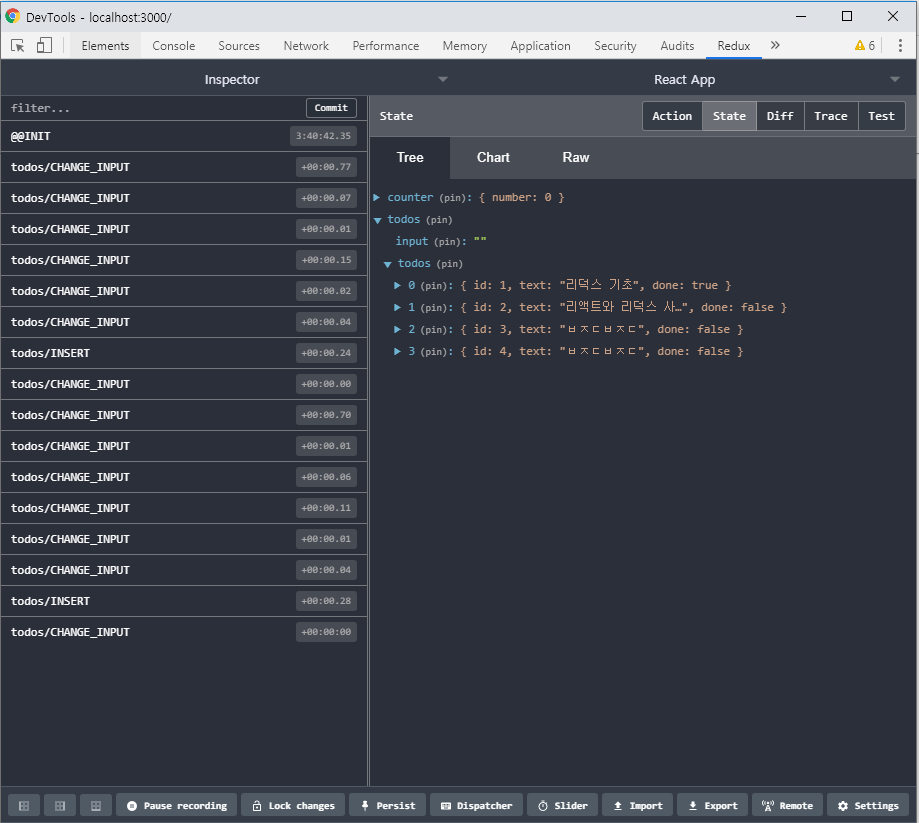 DevTools - localhost:3000/
Elements Console Sources Network Performance Memory Application Security Audits Redux » 6
Inspector React App
filter... Commit
State Action State Diff Trace Test
Tree Chart Raw
@@INIT 3:40:42.35
todos/CHANGE_INPUT +00:00.77
todos/CHANGE_INPUT +00:00.07
todos/CHANGE_INPUT +00:00.01
todos/CHANGE_INPUT +00:00.15
todos/CHANGE_INPUT +00:00.02
todos/CHANGE_INPUT +00:00.04
todos/INSERT +00:00.24
todos/CHANGE_INPUT +00:00.00
todos/CHANGE_INPUT +00:00.70
todos/CHANGE_INPUT +00:00.01
todos/CHANGE_INPUT +00:00.06
todos/CHANGE_INPUT +00:00.11
todos/CHANGE_INPUT +00:00.01
todos/CHANGE_INPUT +00:00.04
todos/INSERT +00:00.28
todos/CHANGE_INPUT +00:00:00
counter (pin): { number: 0 }
todos (pin)
input (pin): ""
todos (pin)
0 (pin): { id: 1, text: "리덕스 기초", done: true }
1 (pin): { id: 2, text: "리액트와 리덕스 사…", done: false }
2 (pin): { id: 3, text: "ㅂㅈㄷㅂㅈㄷ", done: false }
3 (pin): { id: 4, text: "ㅂㅈㄷㅂㅈㄷ", done: false }
Pause recording Lock changes Persist Dispatcher Slider Import Export Remote Settings